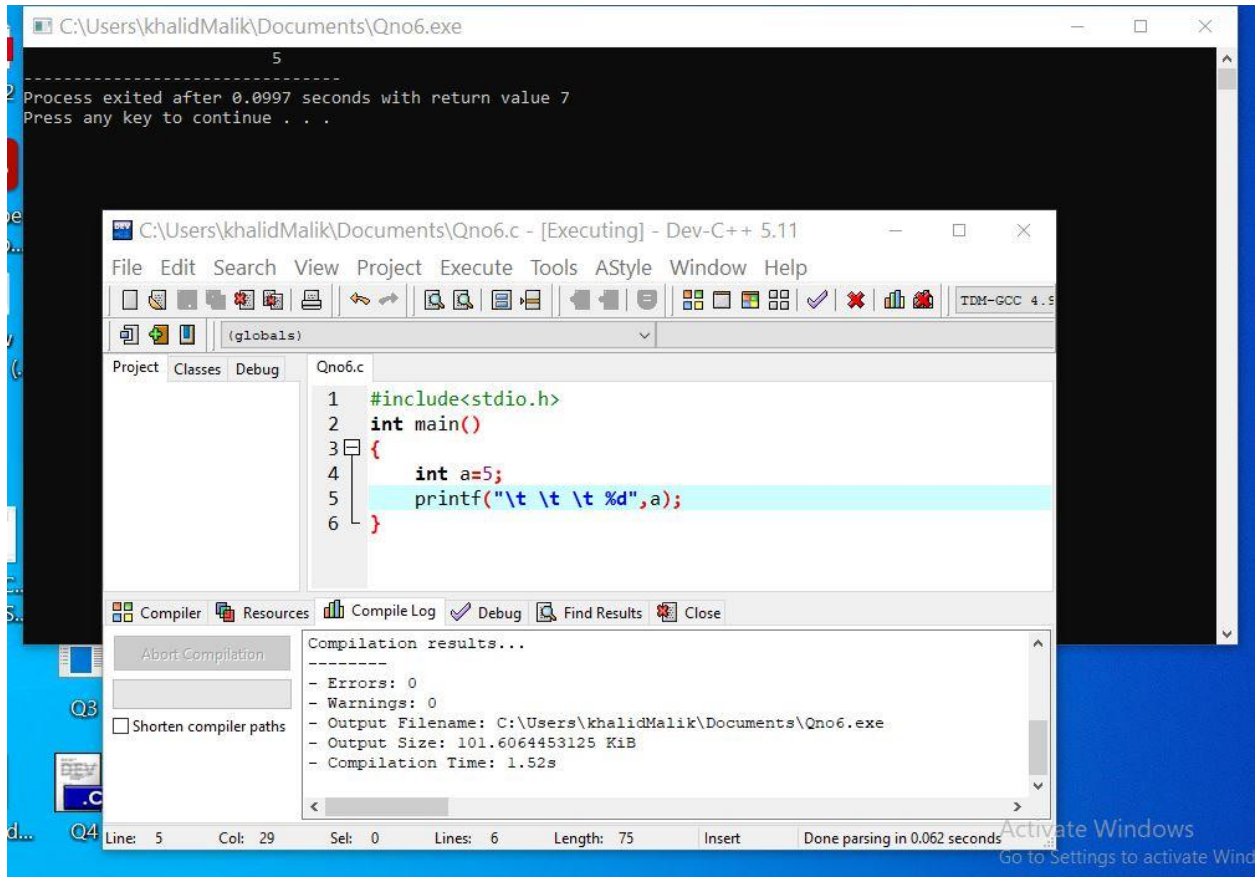 C:\Users\khalidMalik\Documents\Qno6.exe
5
--------------------------------
Process exited after 0.0997 seconds with return value 7
Press any key to continue . . .
C:\Users\khalidMalik\Documents\Qno6.c - [Executing] - Dev-C++ 5.11
File Edit Search View Project Execute Tools AStyle Window Help
TDM-GCC 4.9
(globals)
Project Classes Debug Qno6.c
1 #include<stdio.h>
2 int main()
3 {
4 int a=5;
5 printf("\t \t \t %d",a);
6 }
Compiler Resources Compile Log Debug Find Results Close
Abort Compilation
Shorten compiler paths
Compilation results...
--------
- Errors: 0
- Warnings: 0
- Output Filename: C:\Users\khalidMalik\Documents\Qno6.exe
- Output Size: 101.6064453125 KiB
- Compilation Time: 1.52s
Q3
DEV
.C
Q4
Line: 5 Col: 29 Sel: 0 Lines: 6 Length: 75 Insert Done parsing in 0.062 seconds
Activate Windows
Go to Settings to activate Wind